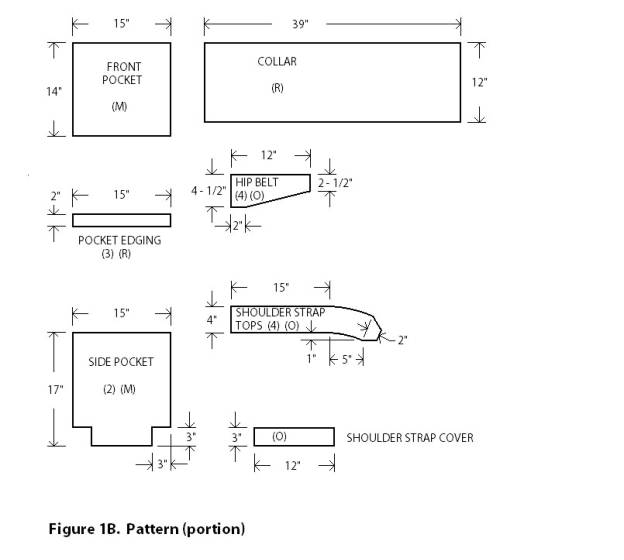 15"
39"
14"
FRONT
POCKET
(M)
COLLAR
(R)
12"
12"
2"
15"
4 - 1/2"
HIP BELT
(4) (O)
2 - 1/2"
2"
POCKET EDGING
(3) (R)
15"
15"
4"
SHOULDER STRAP
TOPS (4) (O)
2"
1"
5"
17"
SIDE POCKET
(2) (M)
3"
3"
3"
(O)
SHOULDER STRAP COVER
12"
Figure 1B. Pattern (portion)